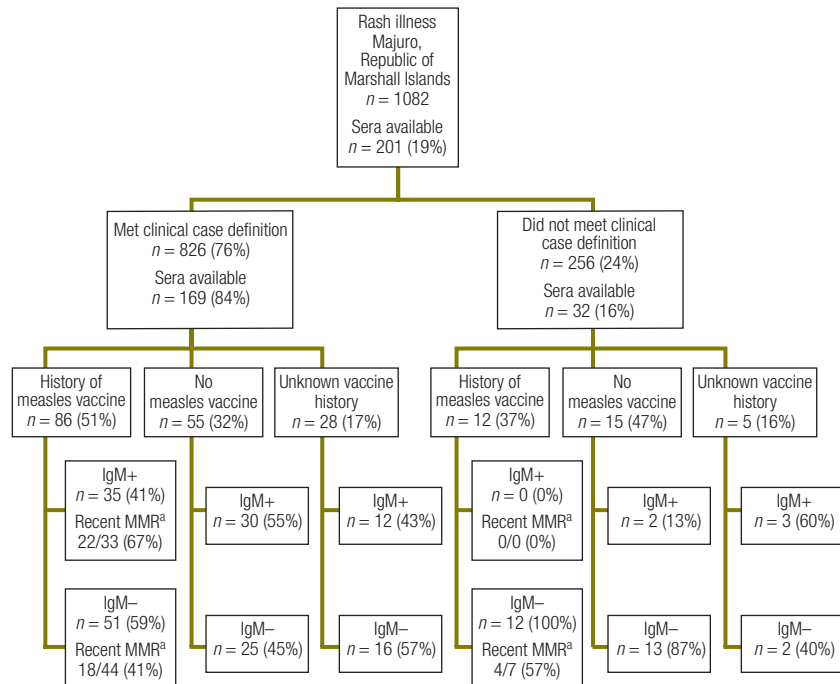 Rash illness
Majuro,
Republic of
Marshall Islands
n = 1082
Sera available
n = 201 (19%)
Met clinical case definition
n = 826 (76%)
Sera available
n = 169 (84%)
Did not meet clinical
case definition
n = 256 (24%)
Sera available
n = 32 (16%)
History of
measles vaccine
n = 86 (51%)
No
measles vaccine
n = 55 (32%)
Unknown vaccine
history
n = 28 (17%)
History of
measles vaccine
n = 12 (37%)
No
measles vaccine
n = 15 (47%)
Unknown vaccine
history
n = 5 (16%)
IgM+
n = 35 (41%)
Recent MMRª
22/33 (67%)
IgM+
n = 30 (55%)
IgM+
n = 12 (43%)
IgM+
n = 0 (0%)
Recent MMRª
0/0 (0%)
IgM+
n = 2 (13%)
IgM+
n = 3 (60%)
IgM–
n = 51 (59%)
Recent MMRª
18/44 (41%)
IgM–
n = 25 (45%)
IgM–
n = 16 (57%)
IgM–
n = 12 (100%)
Recent MMRª
4/7 (57%)
IgM–
n = 13 (87%)
IgM–
n = 2 (40%)